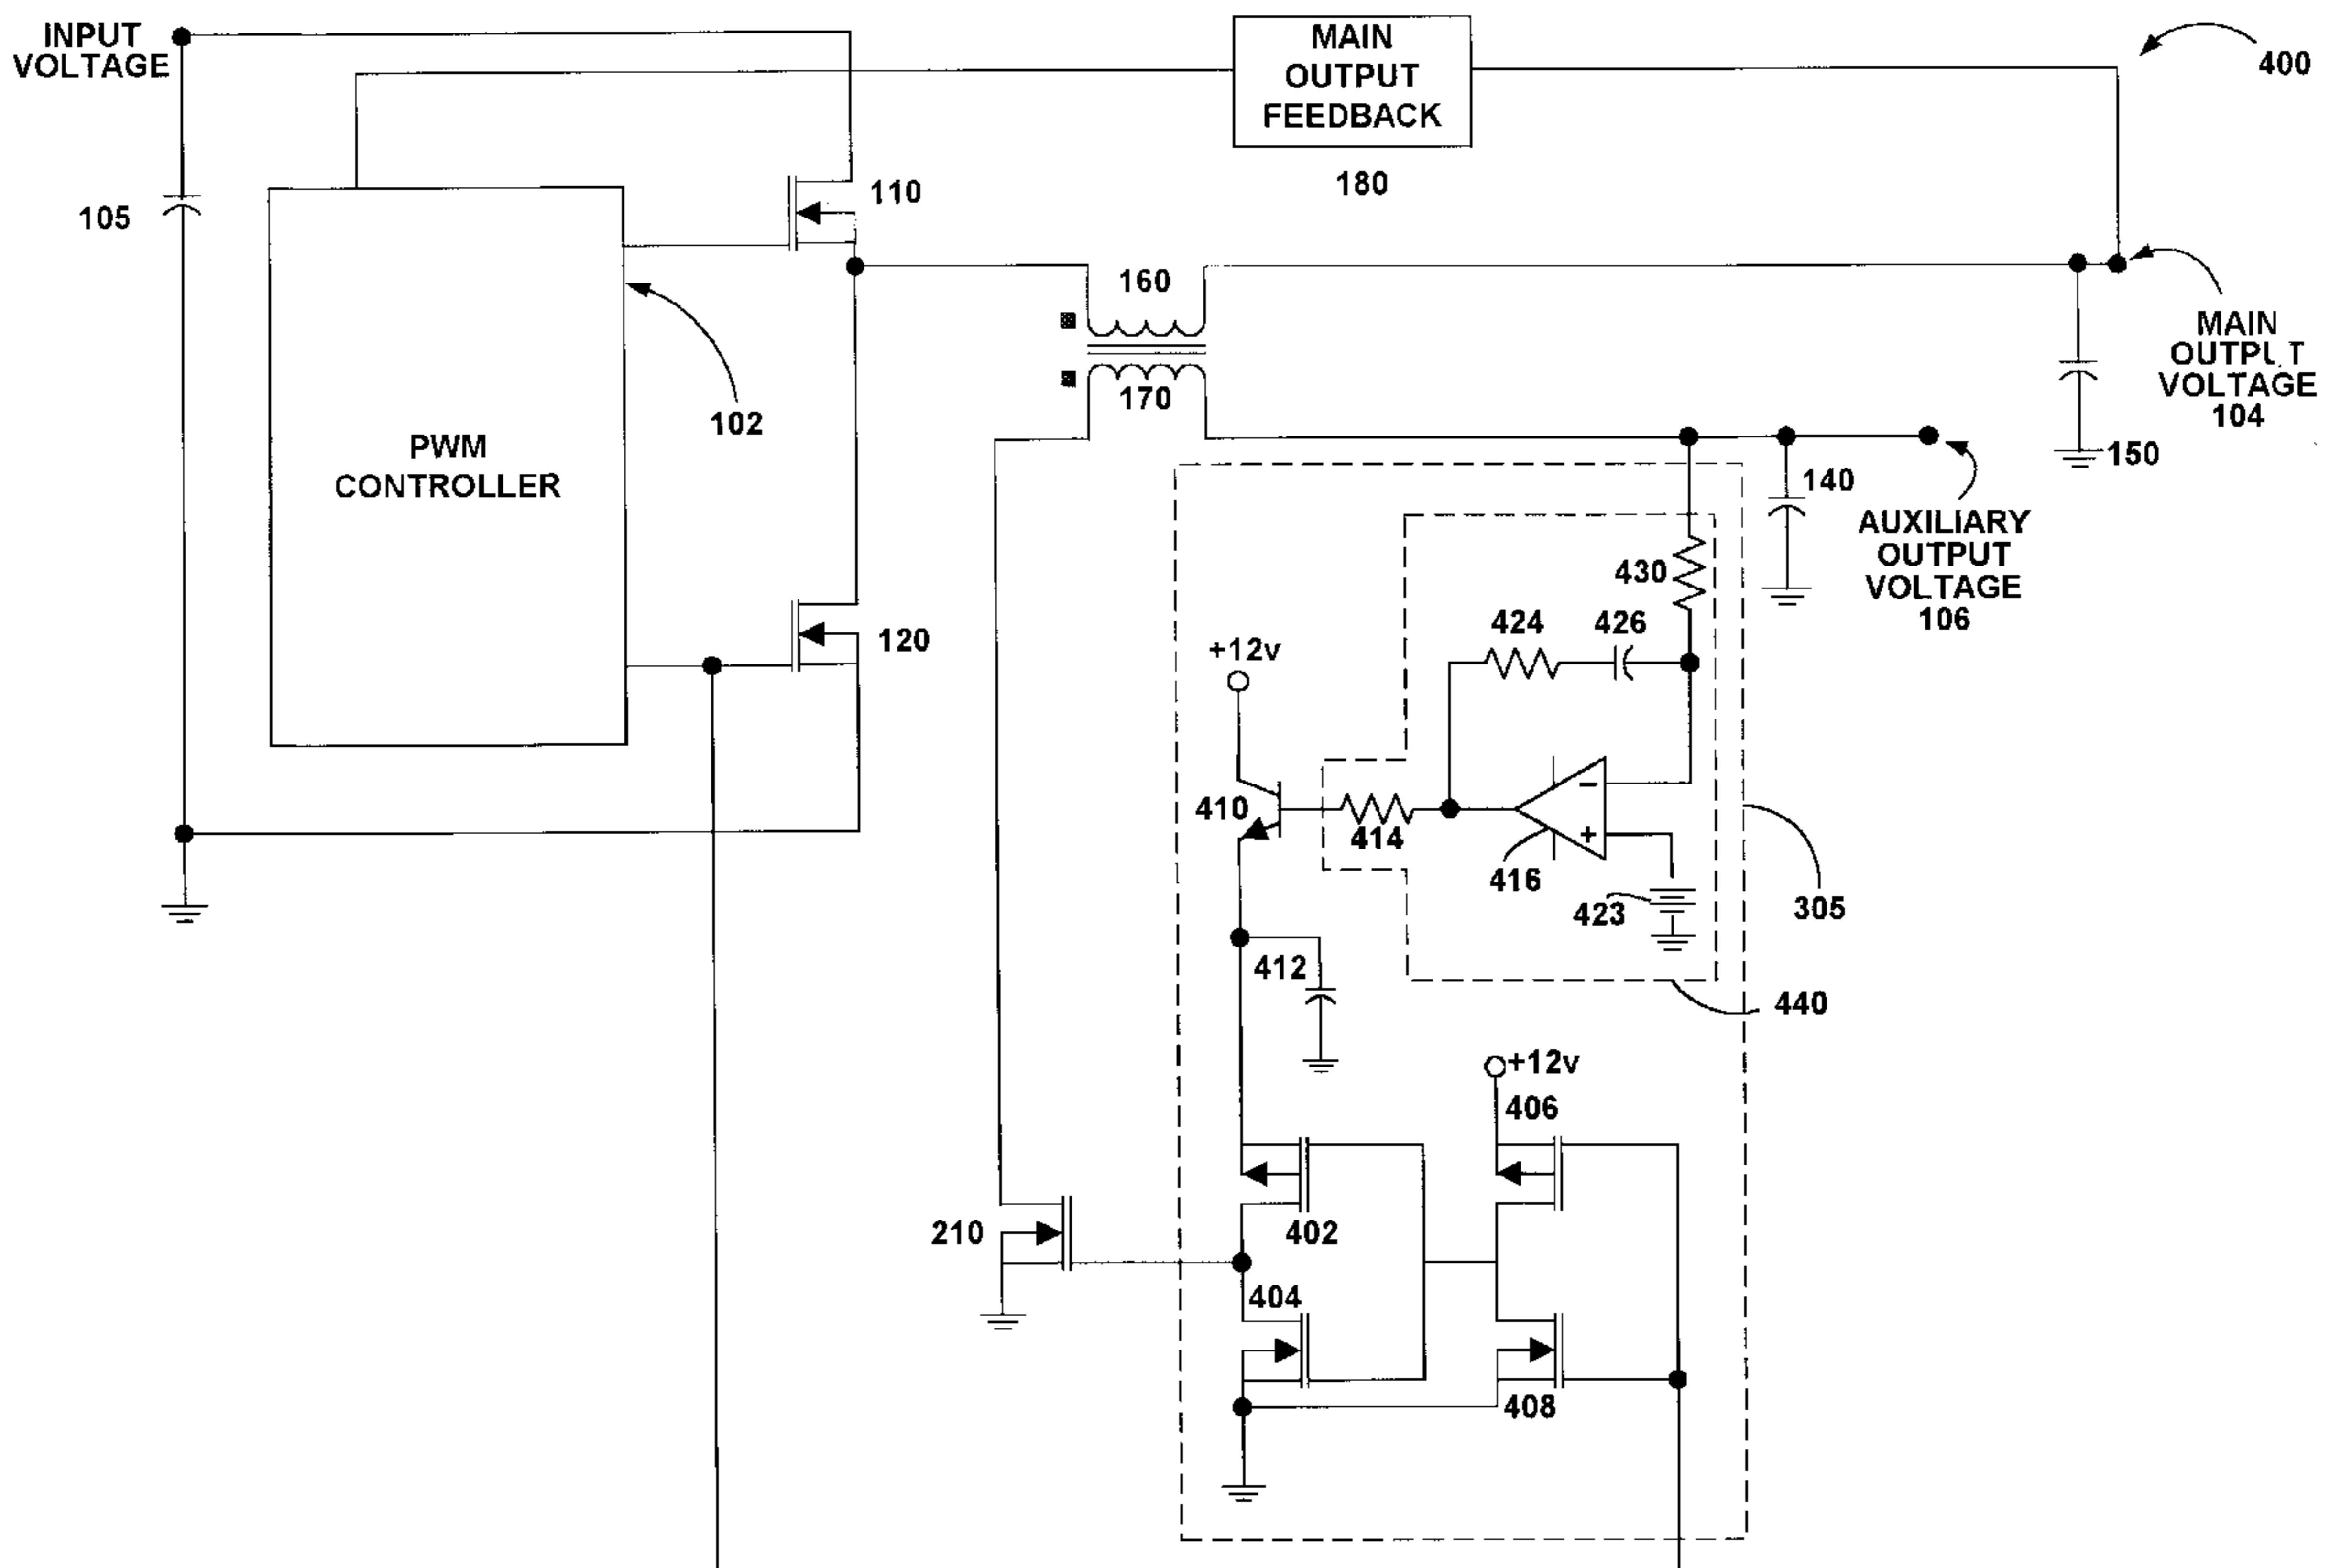 INPUT
VOLTAGE
MAIN
OUTPUT
FEEDBACK
180
400
105
110
160
170
102
PWM
CONTROLLER
MAIN
OUTPUT
VOLTAGE
104
150
140
AUXILIARY
OUTPUT
VOLTAGE
106
120
430
424
426
+12v
410
414
416
−
+
423
305
412
440
+12v
406
402
210
404
408